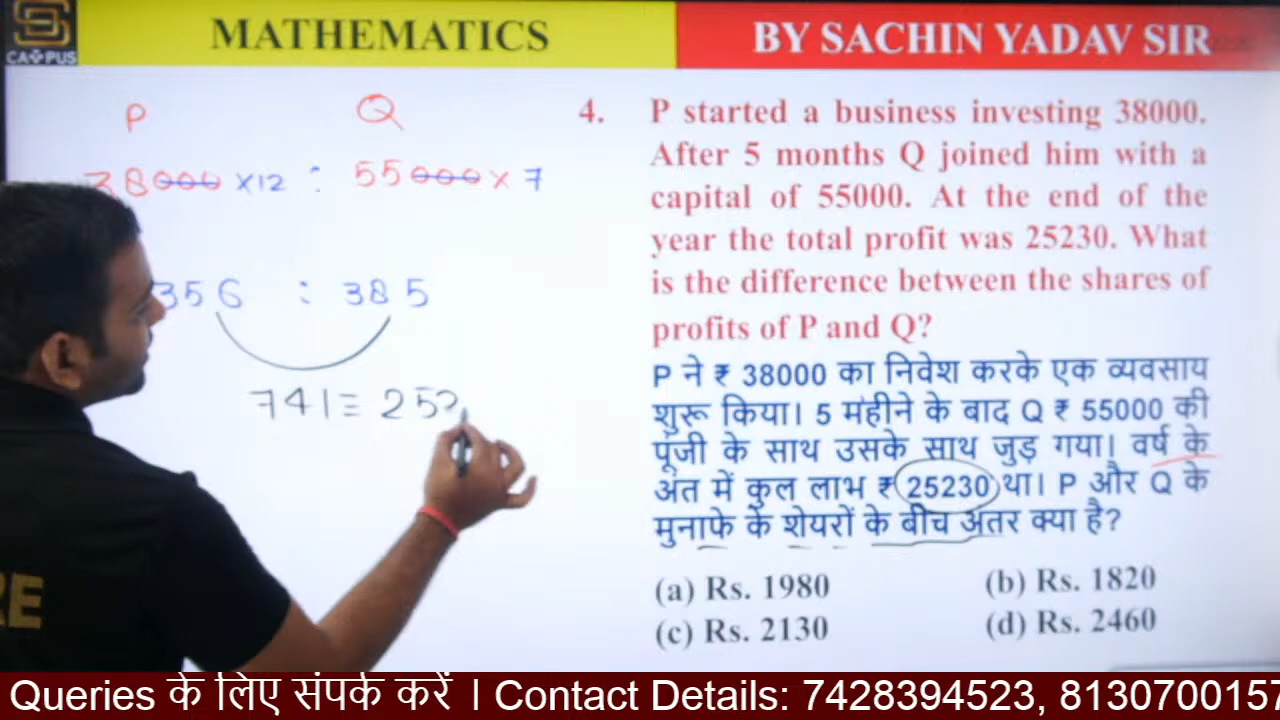 CAMPUS
MATHEMATICS
BY SACHIN YADAV SIR
P Q
38000 x12 : 55000 x 7
356 : 385
741 = 25
4. P started a business investing 38000.
After 5 months Q joined him with a
capital of 55000. At the end of the
year the total profit was 25230. What
is the difference between the shares of
profits of P and Q?
P ने ₹ 38000 का निवेश करके एक व्यवसाय
शुरू किया। 5 महीने के बाद Q ₹ 55000 की
पूंजी के साथ उसके साथ जुड़ गया। वर्ष के
अंत में कुल लाभ ₹ 25230 था। P और Q के
मुनाफे के शेयरों के बीच अंतर क्या है?
(a) Rs. 1980 (b) Rs. 1820
(c) Rs. 2130 (d) Rs. 2460
Queries के लिए संपर्क करें । Contact Details: 7428394523, 8130700157